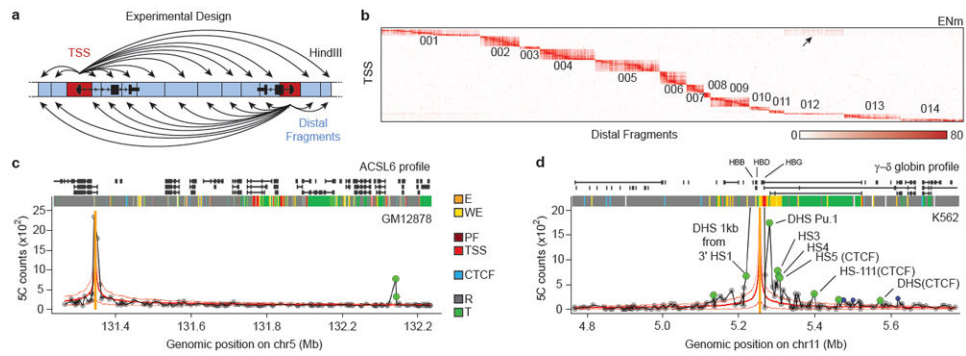 a
Experimental Design
TSS
HindIII
Distal
Fragments
b
ENm
TSS
001
002
003
004
005
006
007
008
009
010
011
012
013
014
Distal Fragments
0
80
c
ACSL6 profile
GM12878
5C counts (x10²)
25
20
15
10
5
0
131.4
131.6
131.8
132.0
132.2
Genomic position on chr5 (Mb)
E
WE
PF
TSS
CTCF
R
T
d
HBB
HBD
HBG
γ–δ globin profile
K562
5C counts (x10²)
25
20
15
10
5
0
DHS 1kb
from
3' HS1
DHS Pu.1
HS3
HS4
HS5 (CTCF)
HS-111(CTCF)
DHS(CTCF)
4.8
5.0
5.2
5.4
5.6
Genomic position on chr11 (Mb)